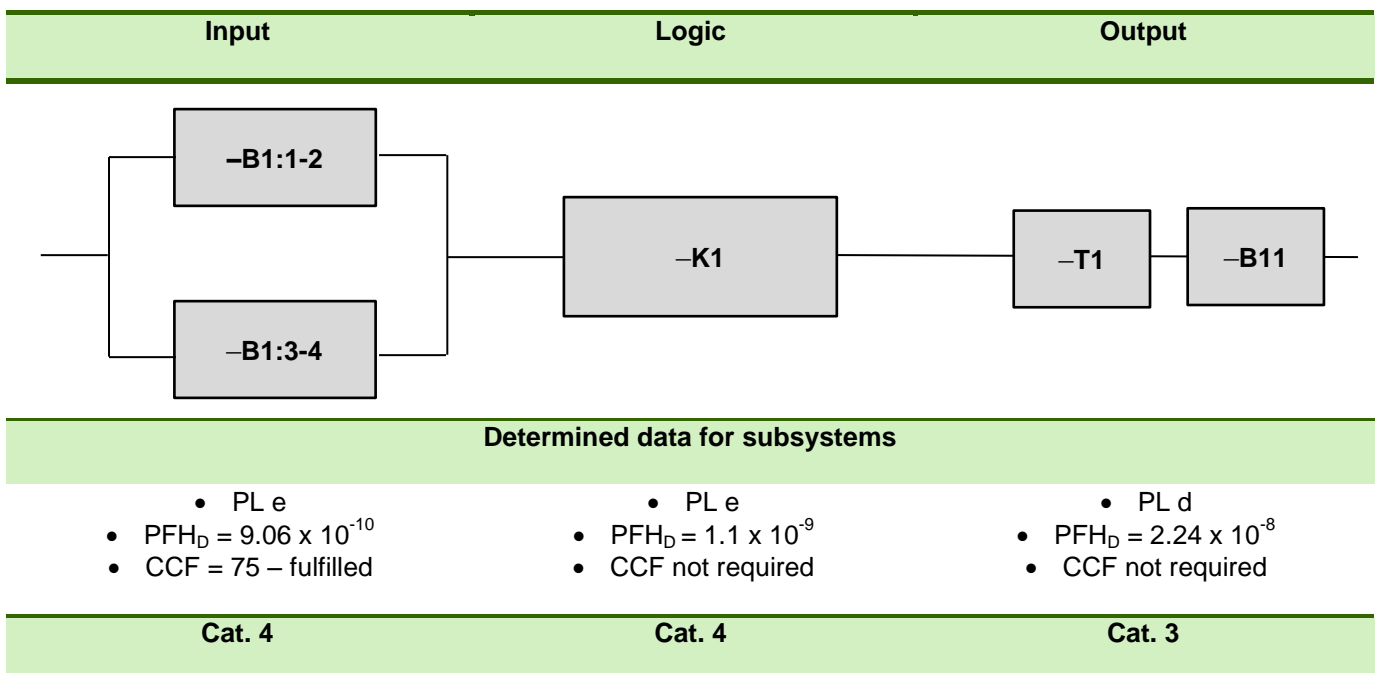 Input Logic Output
–B1:1-2
–K1 –T1 –B11
–B1:3-4
Determined data for subsystems
• PL e • PL e • PL d
• PFHD = 9.06 x 10-10 • PFHD = 1.1 x 10-9 • PFHD = 2.24 x 10-8
• CCF = 75 – fulfilled • CCF not required • CCF not required
Cat. 4 Cat. 4 Cat. 3